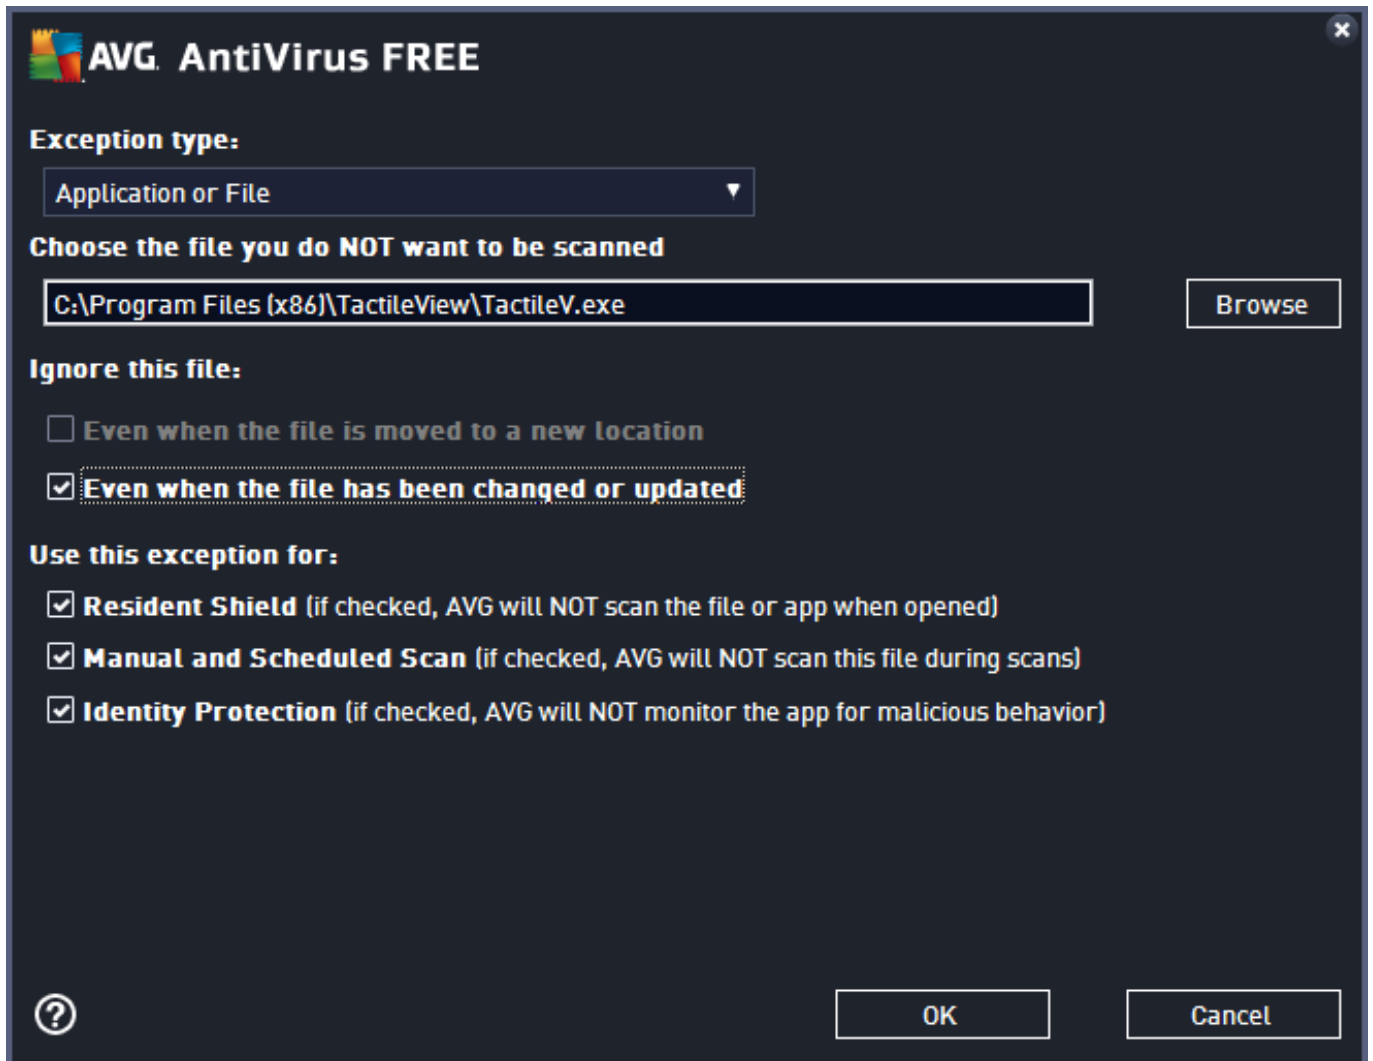 AVG. AntiVirus FREE
Exception type:
Application or File
Choose the file you do NOT want to be scanned
C:\Program Files (x86)\TactileView\TactileV.exe
Browse
Ignore this file:
Even when the file is moved to a new location
Even when the file has been changed or updated
Use this exception for:
Resident Shield (if checked, AVG will NOT scan the file or app when opened)
Manual and Scheduled Scan (if checked, AVG will NOT scan this file during scans)
Identity Protection (if checked, AVG will NOT monitor the app for malicious behavior)
?
OK
Cancel